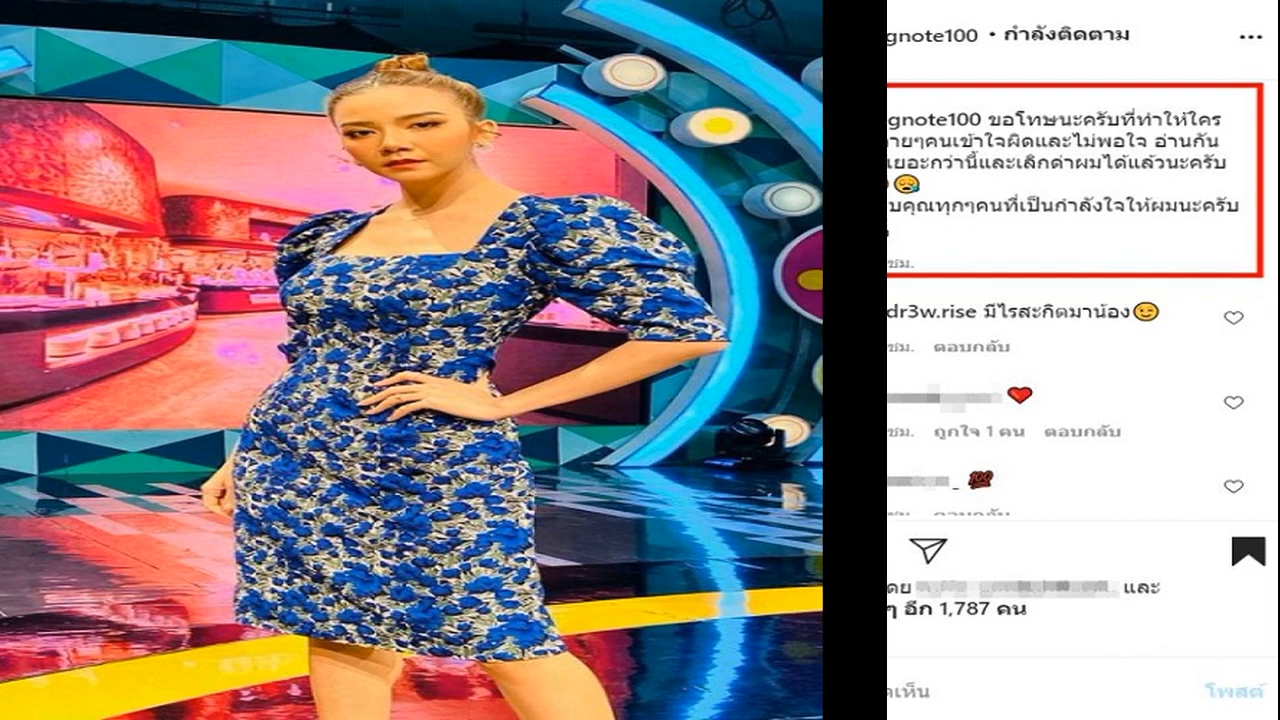 gnote100 • กำลังติดตาม
gnote100 ขอโทษนะครับที่ทำให้ใคร
ายๆคนเข้าใจผิดและไม่พอใจ อ่านกัน
เยอะกว่านี้และเลิกด่าผมได้แล้วนะครับ
บคุณทุกๆคนที่เป็นกำลังใจให้ผมนะครับ
ชม.
dr3w.rise มีไรสะกิดมาน้อง
ชม. ตอบกลับ
ชม. ถูกใจ 1 คน ตอบกลับ
💯
ชม. ตอบกลับ
ดย และ
ๆ อีก 1,787 คน
ดเห็น โพสต์